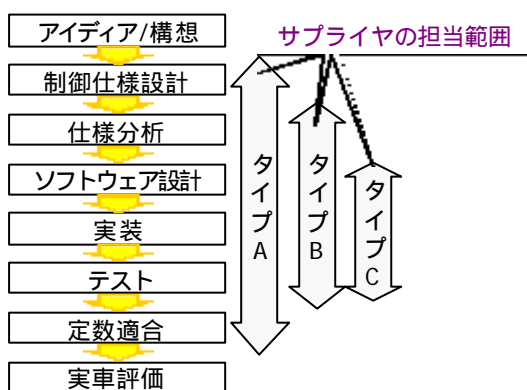 アイディア/構想
サプライヤの担当範囲
制御仕様設計
仕様分析
ソフトウェア設計
実装
テスト
定数適合
実車評価
タイプA
タイプB
タイプC